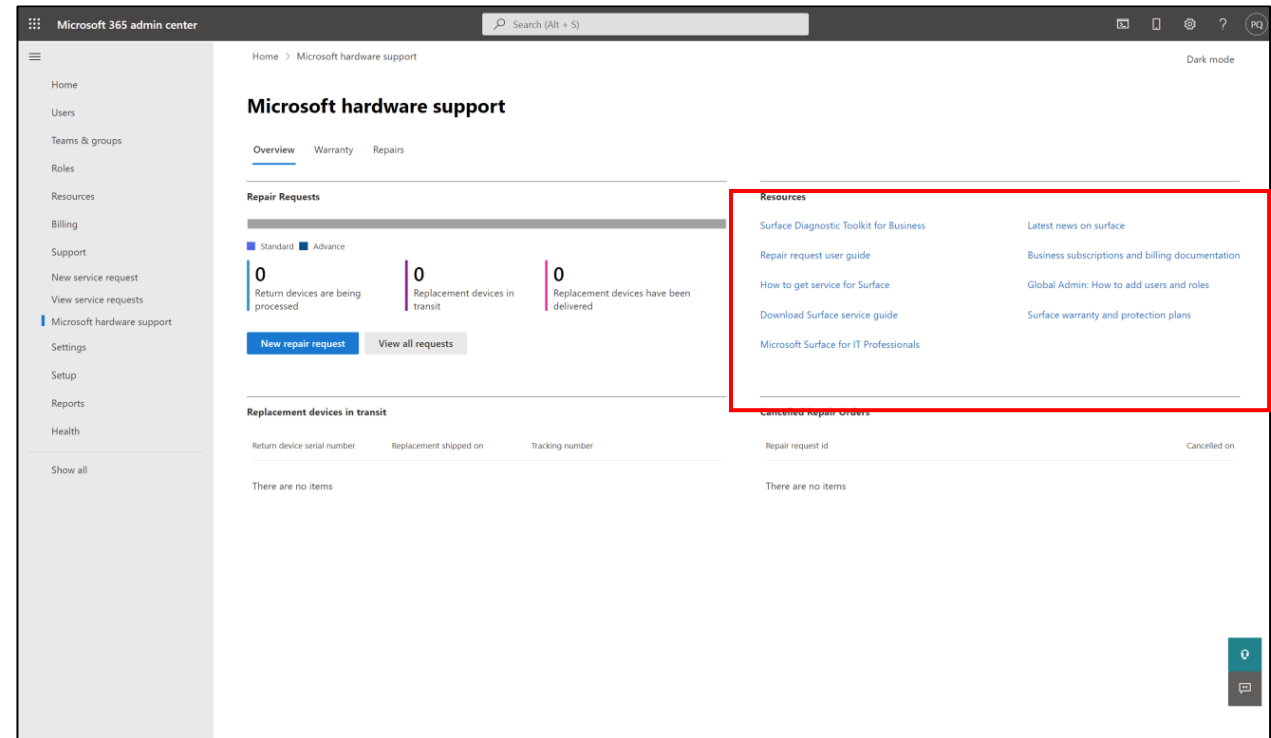 Microsoft 365 admin center
Search (Alt + S)
PQ
Home > Microsoft hardware support
Dark mode
Home
Users
Teams & groups
Roles
Resources
Billing
Support
New service request
View service requests
Microsoft hardware support
Settings
Setup
Reports
Health
Show all
Microsoft hardware support
Overview Warranty Repairs
Repair Requests
Standard Advance
0
Return devices are being
processed
0
Replacement devices in
transit
0
Replacement devices have been
delivered
New repair request View all requests
Resources
Surface Diagnostic Toolkit for Business
Repair request user guide
How to get service for Surface
Download Surface service guide
Microsoft Surface for IT Professionals
Latest news on surface
Business subscriptions and billing documentation
Global Admin: How to add users and roles
Surface warranty and protection plans
Replacement devices in transit
Return device serial number Replacement shipped on Tracking number
There are no items
Cancelled Repair Orders
Repair request id Cancelled on
There are no items